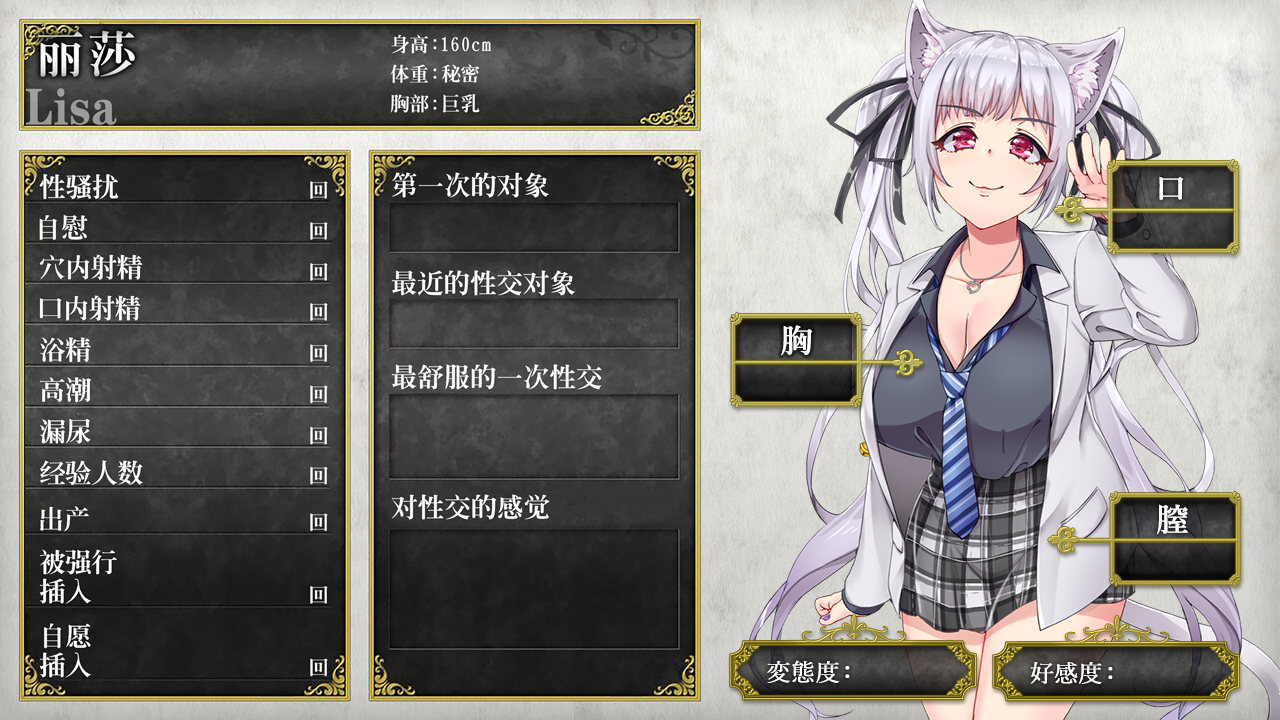 丽莎
Lisa
身高:160cm
体重:秘密
胸部:巨乳
性骚扰 回
自慰 回
穴内射精 回
口内射精 回
浴精 回
高潮 回
漏尿 回
经验人数 回
出产 回
被强行
插入 回
自愿
插入 回
第一次的对象
最近的性交对象
最舒服的一次性交
对性交的感觉
口
胸
膣
変態度:
好感度: